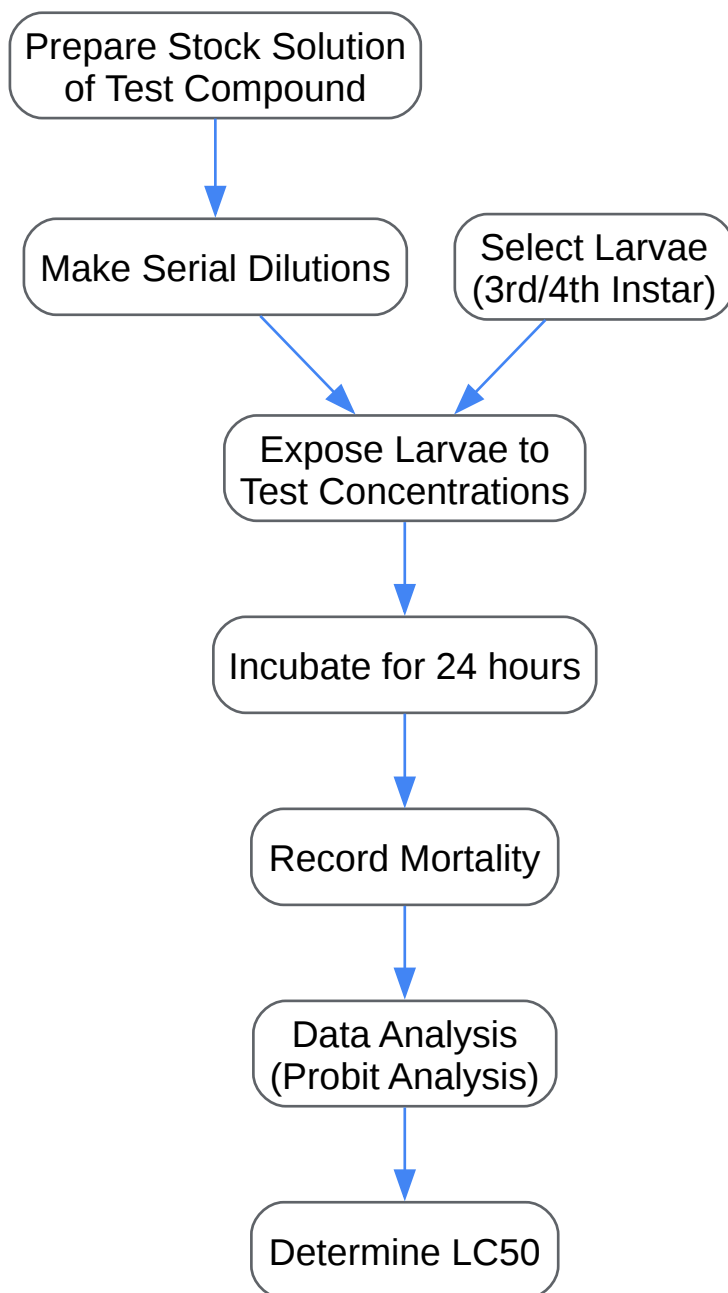 Prepare Stock Solution
of Test Compound
Make Serial Dilutions
Select Larvae
(3rd/4th Instar)
Expose Larvae to
Test Concentrations
Incubate for 24 hours
Record Mortality
Data Analysis
(Probit Analysis)
Determine LC50